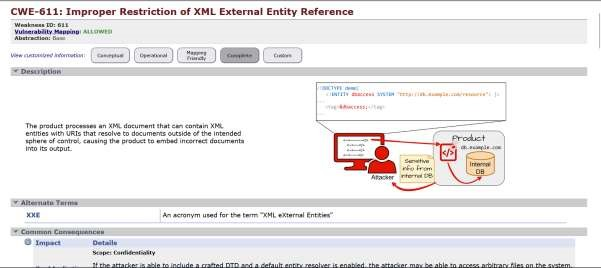 CWE-611: Improper Restriction of XML External Entity Reference
Weakness ID: 611
Vulnerability Mapping: ALLOWED
Abstraction: Base
View customized information:
Conceptual
Operational
Mapping
Friendly
Complete
Custom
Description
The product processes an XML document that can contain XML
entities with URIs that resolve to documents outside of the intended
sphere of control, causing the product to embed incorrect documents
into its output.
<!DOCTYPE demo[
<!ENTITY dbaccess SYSTEM "http://db.example.com/resource"> ]>
<tag>&dbaccess;</tag>
Attacker
Sensitive
info from
internal DB
Product
db.example.com
</>
Internal
DB
Alternate Terms
XXE An acronym used for the term "XML eXternal Entities"
Common Consequences
Impact Details
Scope: Confidentiality
If the attacker is able to include a crafted DTD and a default entity resolver is enabled, the attacker may be able to access arbitrary files on the system.